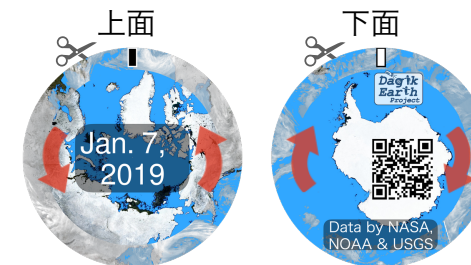 上面
下面
Dagik
Earth
Project
Jan. 7,
2019
Data by NASA,
NOAA & USGS